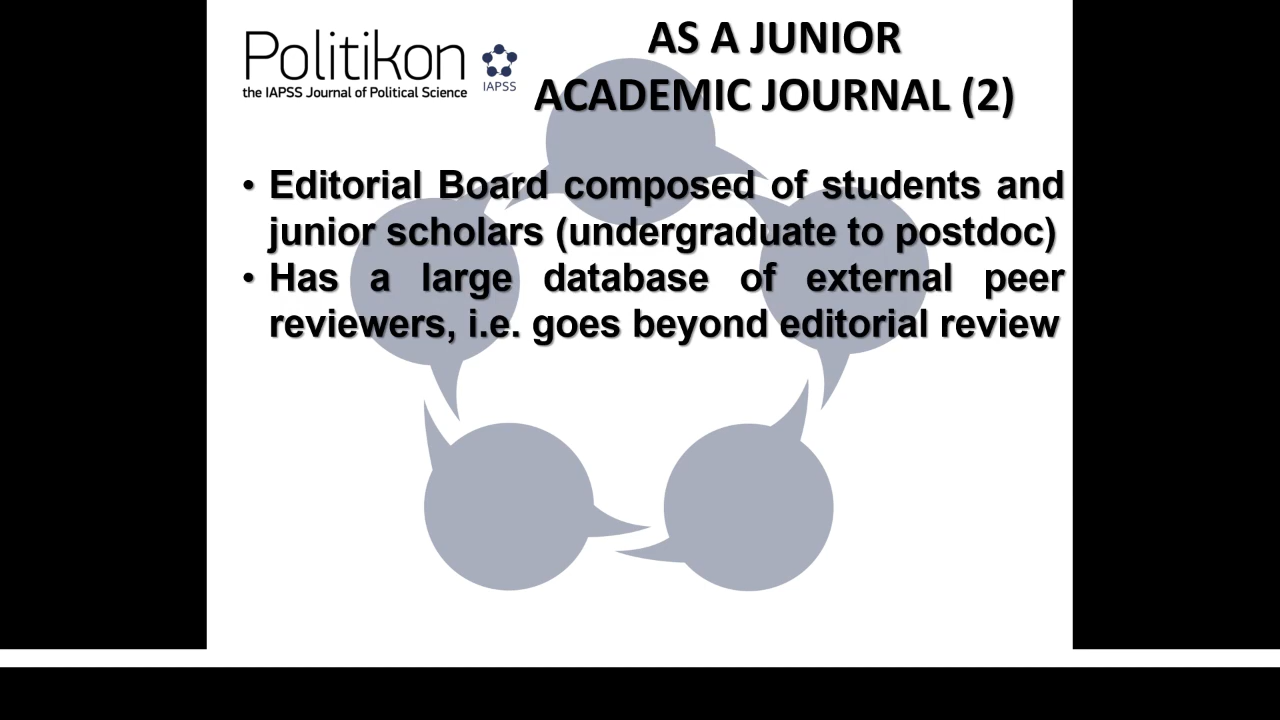 Politikon
the IAPSS Journal of Political Science
IAPSS
AS A JUNIOR
ACADEMIC JOURNAL (2)
• Editorial Board composed of students and
junior scholars (undergraduate to postdoc)
• Has a large database of external peer
reviewers, i.e. goes beyond editorial review